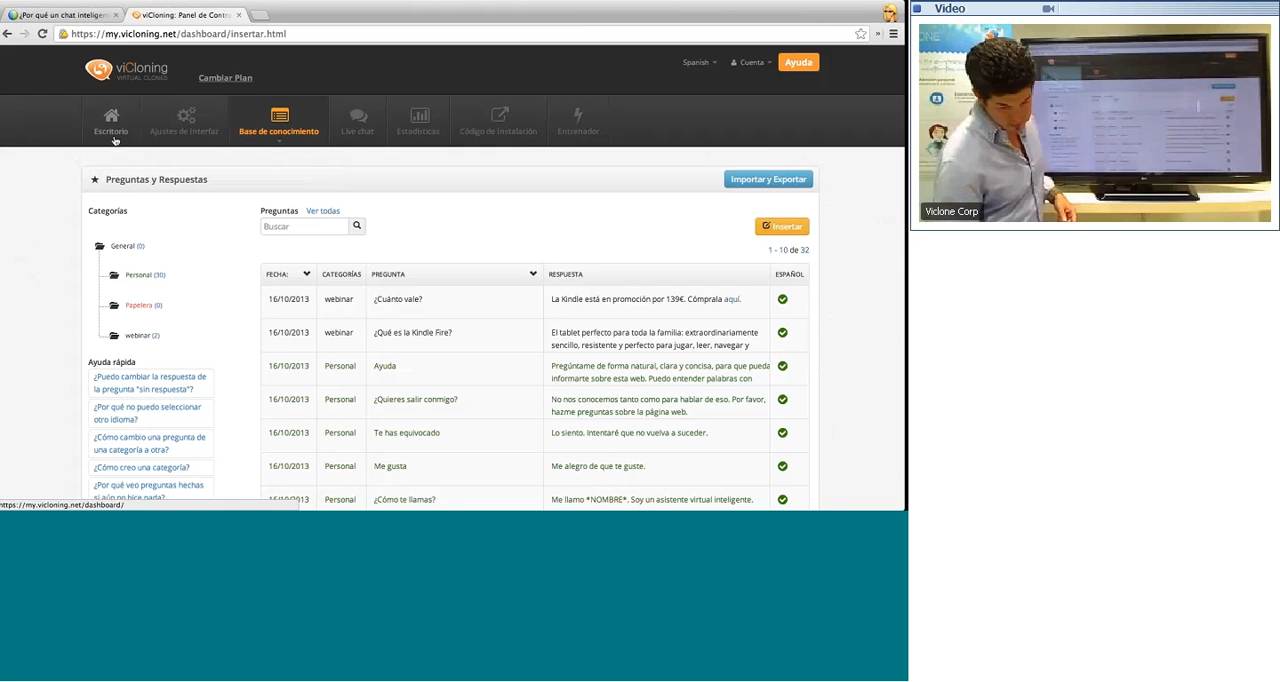 ¿Por qué un chat inteligen
viCloning: Panel de Contro
Video
https://my.vicloning.net/dashboard/insertar.html
viCloning
VIRTUAL CLONES
Cambiar Plan
Spanish
Cuenta
Ayuda
Escritorio
Ajustes de Interfaz
Base de conocimiento
Live chat
Estadísticas
Código de Instalación
Entrenador
Viclone Corp
Preguntas y Respuestas
Importar y Exportar
Categorías
Preguntas Ver todas
Buscar
Insertar
General (0)
1 - 10 de 32
Personal (30)
Papelera (0)
webinar (2)
FECHA: CATEGORÍAS PREGUNTA RESPUESTA ESPAÑOL
16/10/2013 webinar ¿Cuánto vale? La Kindle está en promoción por 139€. Cómprala aquí.
16/10/2013 webinar ¿Qué es la Kindle Fire? El tablet perfecto para toda la familia: extraordinariamente
sencillo, resistente y perfecto para jugar, leer, navegar y
16/10/2013 Personal Ayuda Pregúntame de forma natural, clara y concisa, para que pueda
informarte sobre esta web. Puedo entender palabras con
16/10/2013 Personal ¿Quieres salir conmigo? No nos conocemos tanto como para hablar de eso. Por favor,
hazme preguntas sobre la página web.
16/10/2013 Personal Te has equivocado Lo siento. Intentaré que no vuelva a suceder.
16/10/2013 Personal Me gusta Me alegro de que te guste.
16/10/2013 Personal ¿Cómo te llamas? Me llamo *NOMBRE*. Soy un asistente virtual inteligente.
Ayuda rápida
¿Puedo cambiar la respuesta de
la pregunta "sin respuesta"?
¿Por qué no puedo seleccionar
otro idioma?
¿Cómo cambio una pregunta de
una categoría a otra?
¿Cómo creo una categoría?
¿Por qué veo preguntas hechas
si aún no hice nada?
https://my.vicloning.net/dashboard/